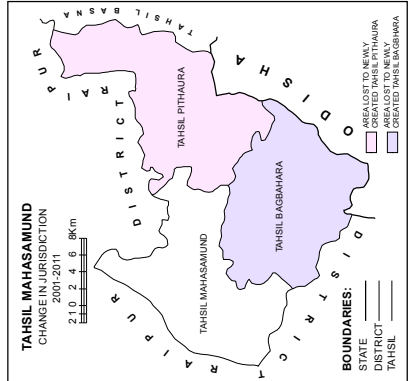 TAHSIL MAHASAMUND
CHANGE IN JURISDICTION
2001-2011
2 1 0 2 4 6 8Km
DISTRICT RAIPUR
TAHSIL BASNA
TAHSIL PITHAURA
ODISHA
TAHSIL MAHASAMUND
TAHSIL BAGBAHARA
RAIPUR DISTRICT
BOUNDARIES:
STATE
DISTRICT
TAHSIL
AREA LOST TO NEWLY
CREATED TAHSIL PITHAURA
AREA LOST TO NEWLY
CREATED TAHSIL BAGBHARA